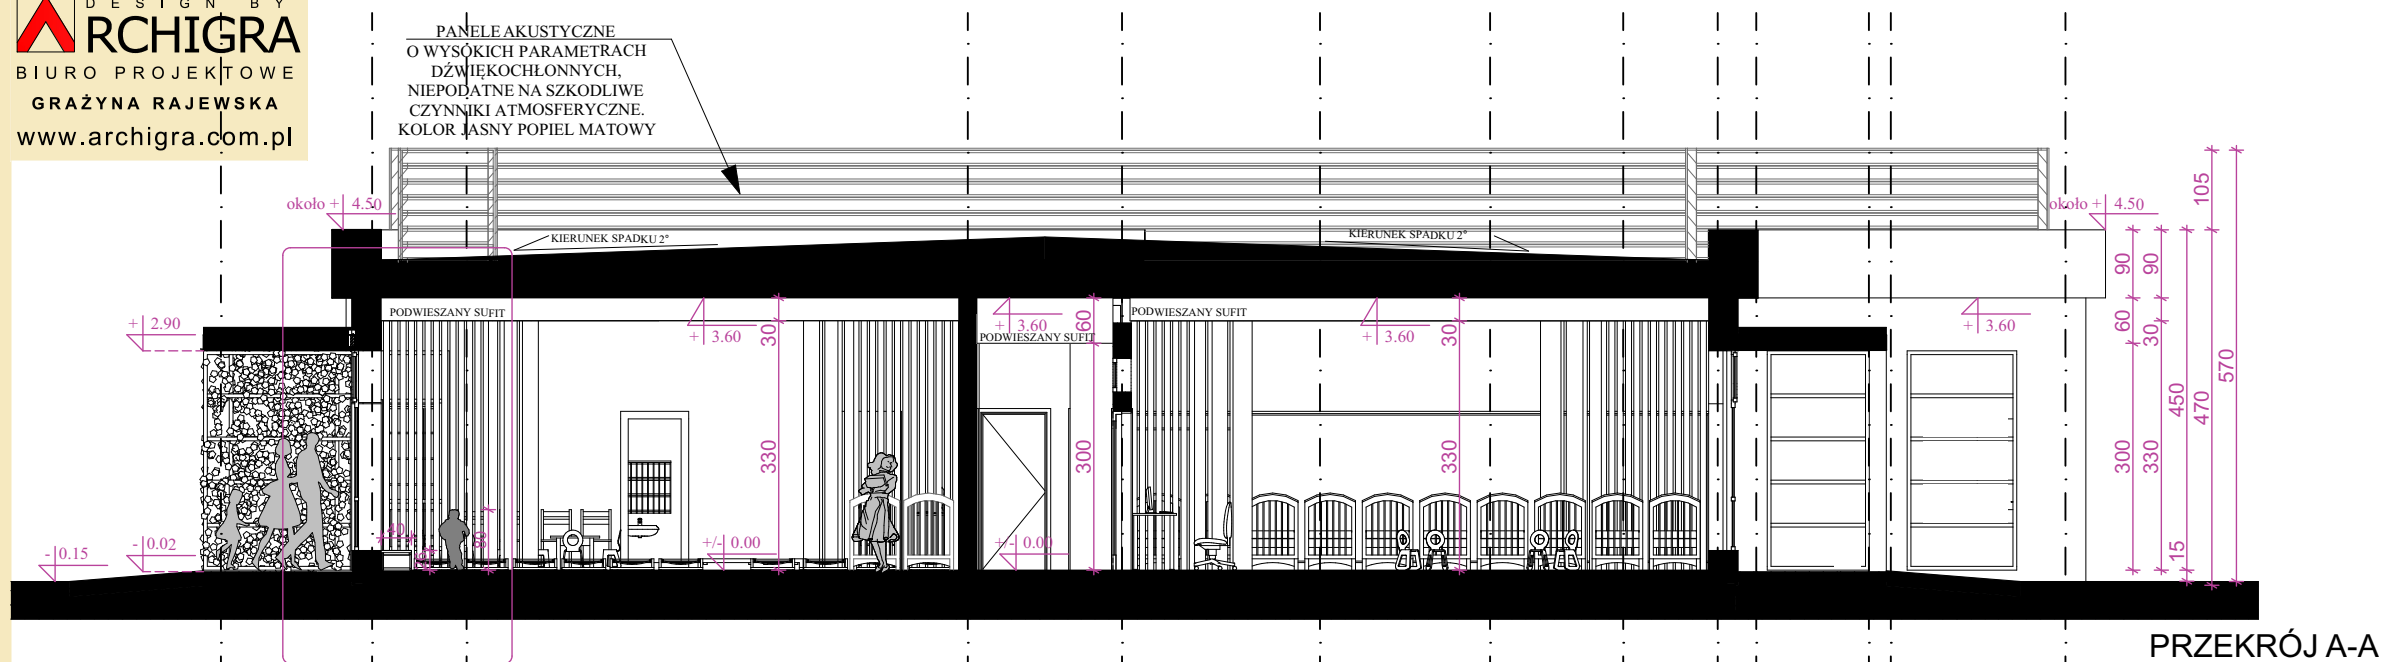 DESIGN BY
ARCHIGRA
BIURO PROJEKTOWE
GRAŻYNA RAJEWSKA
www.archigra.com.pl
PANELE AKUSTYCZNE
O WYSOKICH PARAMETRACH
DŹWIĘKOCHŁONNYCH,
NIEPODATNE NA SZKODLIWE
CZYNNIKI ATMOSFERYCZNE.
KOLOR JASNY POPIEL MATOWY
około + 4.50
około + 4.50
105
KIERUNEK SPADKU 2°
KIERUNEK SPADKU 2°
90
90
PODWIESZANY SUFIT
PODWIESZANY SUFIT
PODWIESZANY SUFIT
+ 2.90
+ 3.60
30
+ 3.60
60
+ 3.60
30
+ 3.60
60
30
570
450
470
330
300
330
300
330
40
80
- 0.15
- 0.02
+/- 0.00
+/- 0.00
15
PRZEKRÓJ A-A